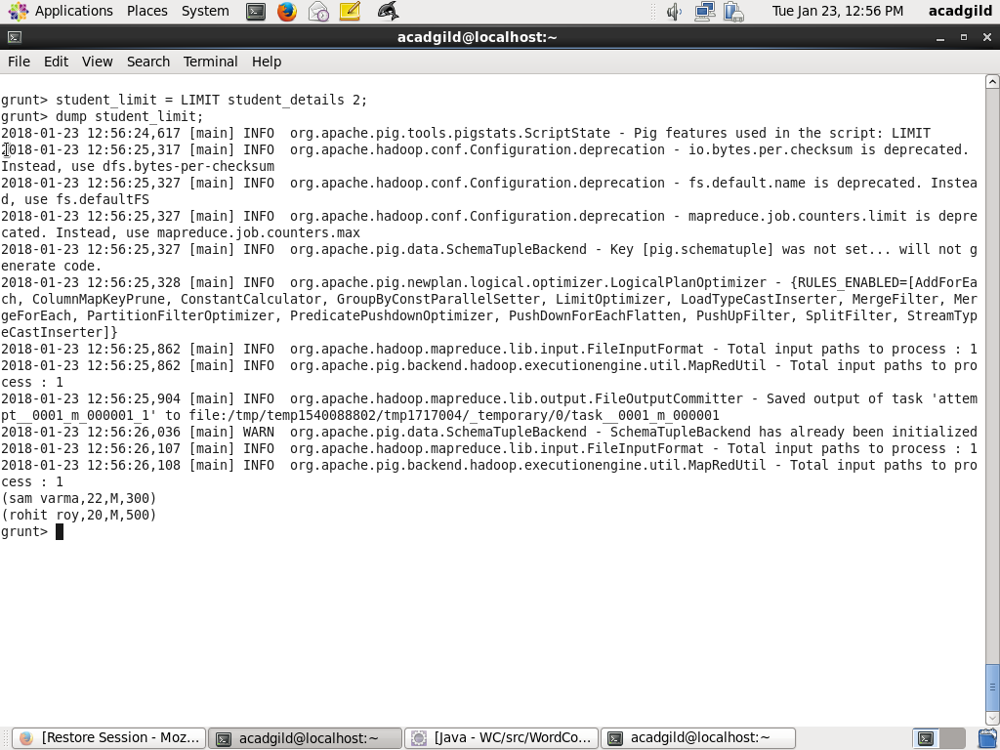 Applications Places System Tue Jan 23, 12:56 PM acadgild
acadgild@localhost:~
File Edit View Search Terminal Help
grunt> student_limit = LIMIT student_details 2;
grunt> dump student_limit;
2018-01-23 12:56:24,617 [main] INFO  org.apache.pig.tools.pigstats.ScriptState - Pig features used in the script: LIMIT
2018-01-23 12:56:25,317 [main] INFO  org.apache.hadoop.conf.Configuration.deprecation - io.bytes.per.checksum is deprecated.
Instead, use dfs.bytes-per-checksum
2018-01-23 12:56:25,327 [main] INFO  org.apache.hadoop.conf.Configuration.deprecation - fs.default.name is deprecated. Instea
d, use fs.defaultFS
2018-01-23 12:56:25,327 [main] INFO  org.apache.hadoop.conf.Configuration.deprecation - mapreduce.job.counters.limit is depre
cated. Instead, use mapreduce.job.counters.max
2018-01-23 12:56:25,327 [main] INFO  org.apache.pig.data.SchemaTupleBackend - Key [pig.schematuple] was not set... will not g
enerate code.
2018-01-23 12:56:25,328 [main] INFO  org.apache.pig.newplan.logical.optimizer.LogicalPlanOptimizer - {RULES_ENABLED=[AddForEa
ch, ColumnMapKeyPrune, ConstantCalculator, GroupByConstParallelSetter, LimitOptimizer, LoadTypeCastInserter, MergeFilter, Mer
geForEach, PartitionFilterOptimizer, PredicatePushdownOptimizer, PushDownForEachFlatten, PushUpFilter, SplitFilter, StreamTyp
eCastInserter]}
2018-01-23 12:56:25,862 [main] INFO  org.apache.hadoop.mapreduce.lib.input.FileInputFormat - Total input paths to process : 1
2018-01-23 12:56:25,862 [main] INFO  org.apache.pig.backend.hadoop.executionengine.util.MapRedUtil - Total input paths to pro
cess : 1
2018-01-23 12:56:25,904 [main] INFO  org.apache.hadoop.mapreduce.lib.output.FileOutputCommitter - Saved output of task 'attem
pt__0001_m_000001_1' to file:/tmp/temp1540088802/tmp1717004/_temporary/0/task__0001_m_000001
2018-01-23 12:56:26,036 [main] WARN  org.apache.pig.data.SchemaTupleBackend - SchemaTupleBackend has already been initialized
2018-01-23 12:56:26,107 [main] INFO  org.apache.hadoop.mapreduce.lib.input.FileInputFormat - Total input paths to process : 1
2018-01-23 12:56:26,108 [main] INFO  org.apache.pig.backend.hadoop.executionengine.util.MapRedUtil - Total input paths to pro
cess : 1
(sam varma,22,M,300)
(rohit roy,20,M,500)
grunt>
[Restore Session - Moz... acadgild@localhost:~ [Java - WC/src/WordCo... acadgild@localhost:~